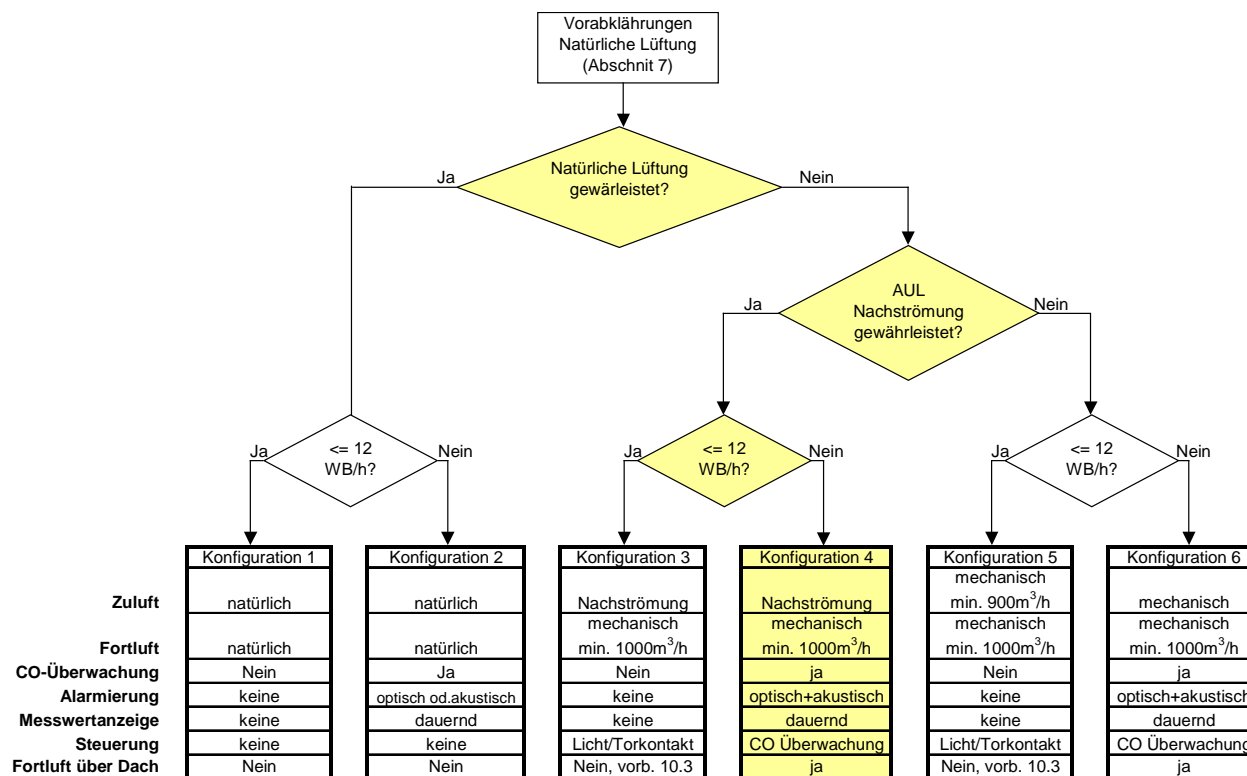 Vorabklährungen
Natürliche Lüftung
(Abschnit 7)
Natürliche Lüftung
gewärleistet?
Ja
Nein
AUL
Nachströmung
gewährleistet?
Ja
Nein
<= 12
WB/h?
Ja
Nein
<= 12
WB/h?
Ja
Nein
<= 12
WB/h?
Ja
Nein
Konfiguration 1 Konfiguration 2 Konfiguration 3 Konfiguration 4 Konfiguration 5 Konfiguration 6
mechanisch
Zuluft natürlich natürlich Nachströmung Nachströmung min. 900m³/h mechanisch
mechanisch mechanisch mechanisch mechanisch
Fortluft natürlich natürlich min. 1000m³/h min. 1000m³/h min. 1000m³/h min. 1000m³/h
CO-Überwachung Nein Ja Nein ja Nein ja
Alarmierung keine optisch od.akustisch keine optisch+akustisch keine optisch+akustisch
Messwertanzeige keine dauernd keine dauernd keine dauernd
Steuerung keine keine Licht/Torkontakt CO Überwachung Licht/Torkontakt CO Überwachung
Fortluft über Dach Nein Nein Nein, vorb. 10.3 ja Nein, vorb. 10.3 ja